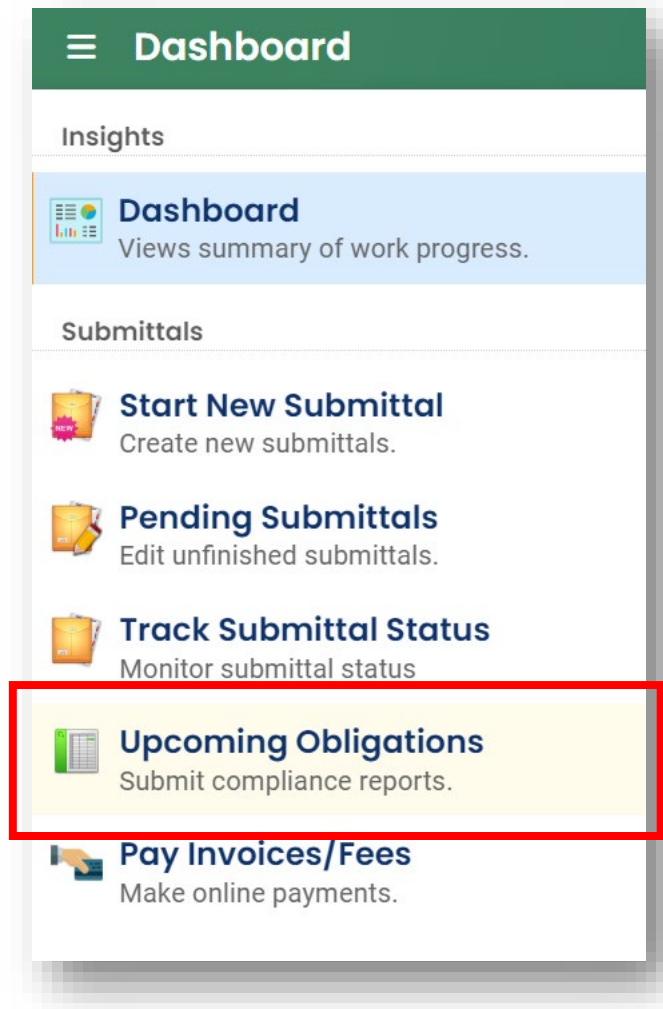 Dashboard
Insights
Dashboard
Views summary of work progress.
Submittals
Start New Submittal
NEW
Create new submittals.
Pending Submittals
Edit unfinished submittals.
Track Submittal Status
Monitor submittal status
Upcoming Obligations
Submit compliance reports.
Pay Invoices/Fees
Make online payments.